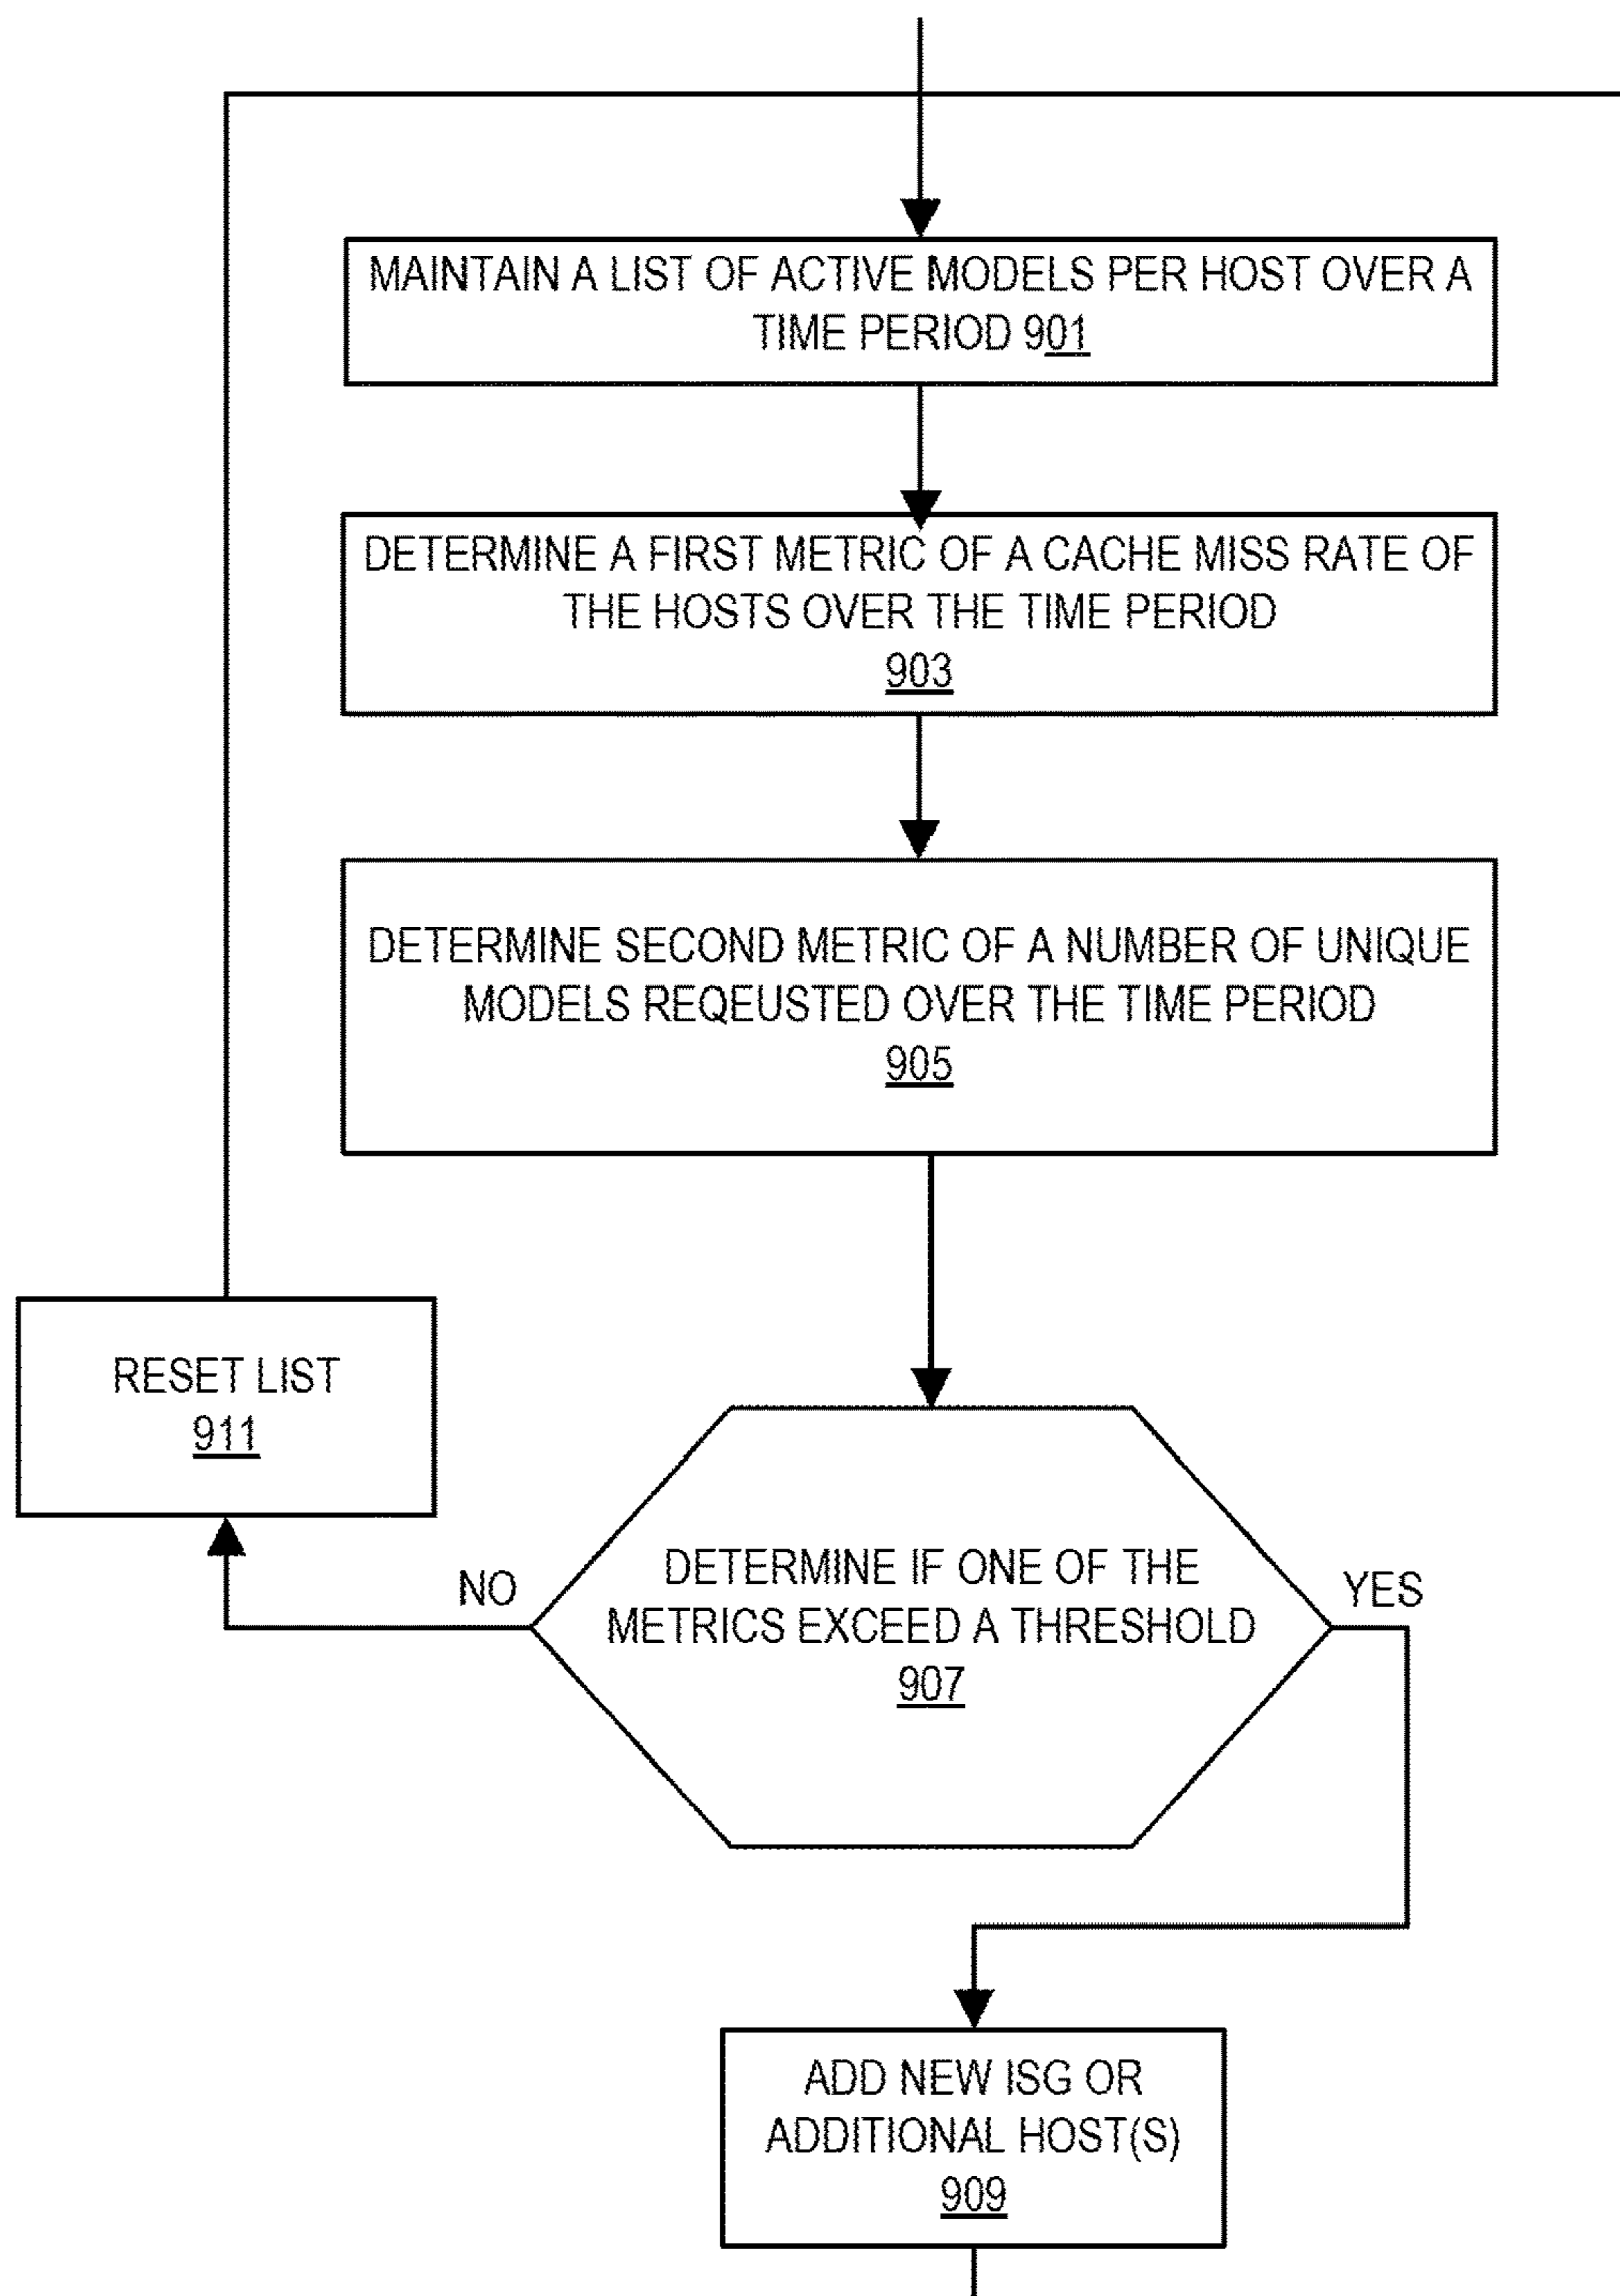 MAINTAIN A LIST OF ACTIVE MODELS PER HOST OVER A
TIME PERIOD 901
DETERMINE A FIRST METRIC OF A CACHE MISS RATE OF
THE HOSTS OVER THE TIME PERIOD
903
DETERMINE SECOND METRIC OF A NUMBER OF UNIQUE
MODELS REQEUSTED OVER THE TIME PERIOD
905
RESET LIST
911
NO
DETERMINE IF ONE OF THE
METRICS EXCEED A THRESHOLD
907
YES
ADD NEW ISG OR
ADDITIONAL HOST(S)
909